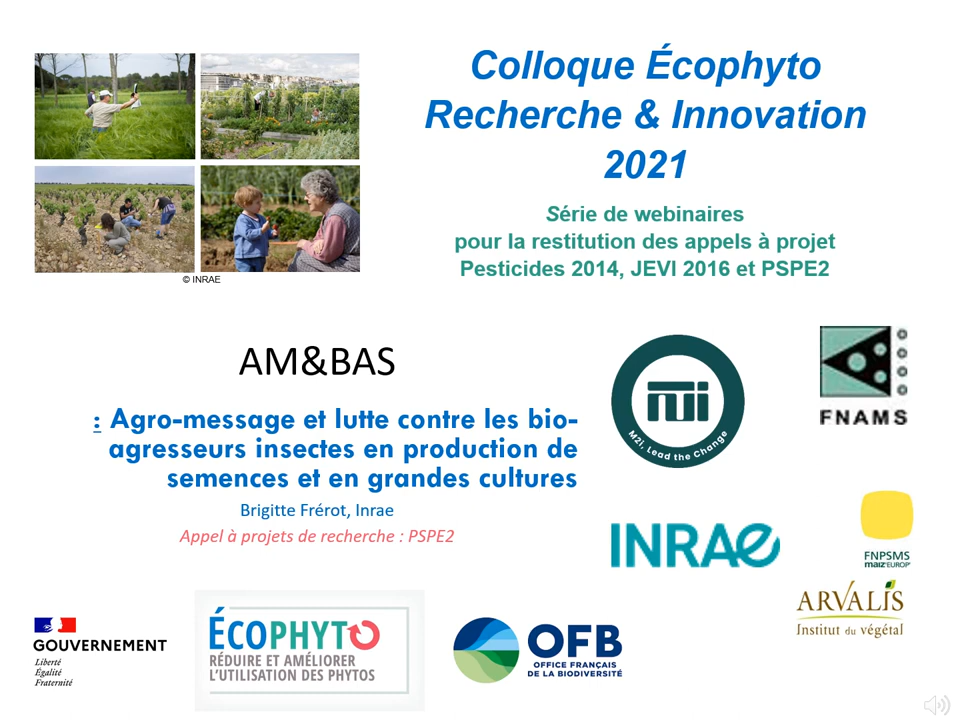 Colloque Écophyto
Recherche & Innovation
2021
Série de webinaires
pour la restitution des appels à projet
Pesticides 2014, JEVI 2016 et PSPE2
© INRAE
AM&BAS
: Agro-message et lutte contre les bio-
agresseurs insectes en production de
semences et en grandes cultures
Brigitte Frérot, Inrae
Appel à projets de recherche : PSPE2
M2i, Lead the Change
FNAMS
INRAE
FNPSMS
MAIZ'EUROP'
ARVALIS
Institut du végétal
GOUVERNEMENT
Liberté
Égalité
Fraternité
ÉCOPHYTO
RÉDUIRE ET AMÉLIORER
L'UTILISATION DES PHYTOS
OFB
OFFICE FRANÇAIS
DE LA BIODIVERSITÉ